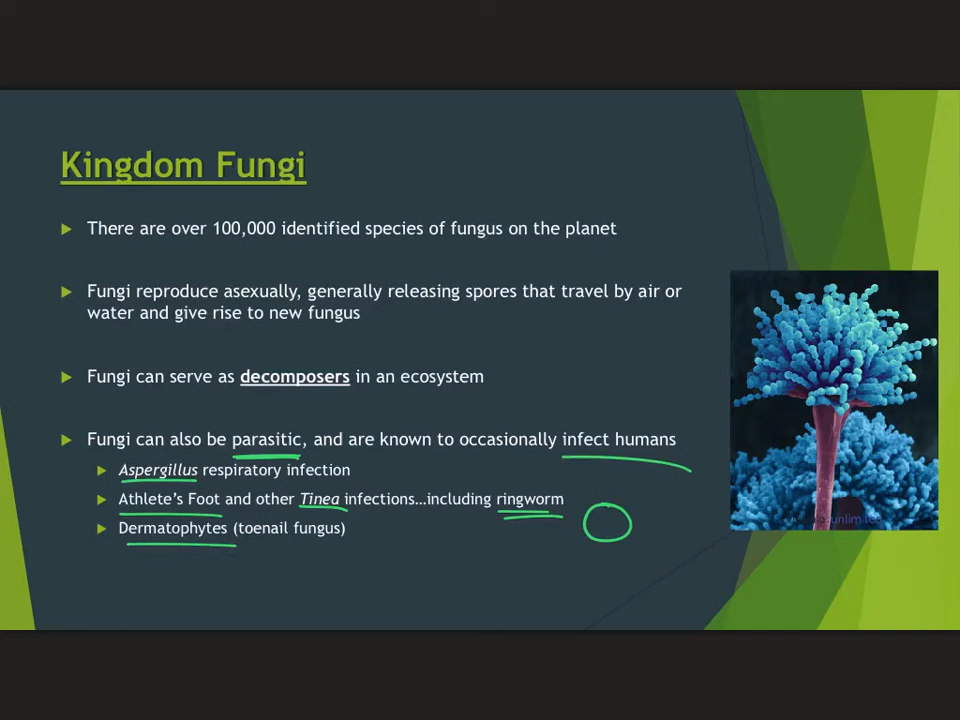 Kingdom Fungi
There are over 100,000 identified species of fungus on the planet
Fungi reproduce asexually, generally releasing spores that travel by air or
water and give rise to new fungus
Fungi can serve as decomposers in an ecosystem
Fungi can also be parasitic, and are known to occasionally infect humans
Aspergillus respiratory infection
Athlete's Foot and other Tinea infections…including ringworm
Dermatophytes (toenail fungus)